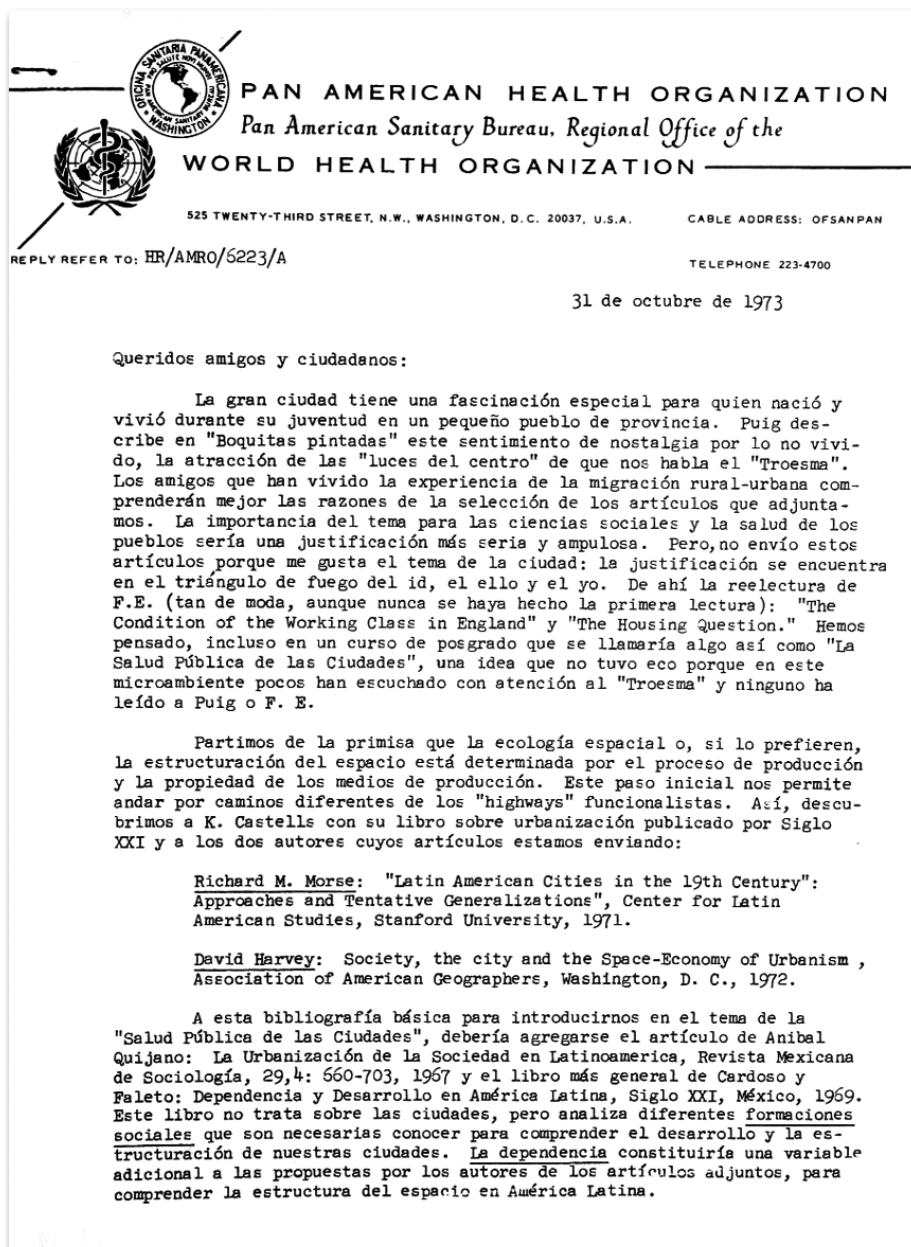 OFICINA SANITARIA PANAMERICANA
PRO SALUTE NOVI MUNDI
PAN AMERICAN SANITARY BUREAU
WASHINGTON
PAN AMERICAN HEALTH ORGANIZATION
Pan American Sanitary Bureau, Regional Office of the
WORLD HEALTH ORGANIZATION
525 TWENTY-THIRD STREET, N.W., WASHINGTON, D.C. 20037, U.S.A. CABLE ADDRESS: OFSANPAN
REPLY REFER TO: HR/AMRO/6223/A
TELEPHONE 223-4700
31 de octubre de 1973
Queridos amigos y ciudadanos:
La gran ciudad tiene una fascinación especial para quien nació y
vivió durante su juventud en un pequeño pueblo de provincia. Puig des-
cribe en "Boquitas pintadas" este sentimiento de nostalgia por lo no vivi-
do, la atracción de las "luces del centro" de que nos habla el "Troesma".
Los amigos que han vivido la experiencia de la migración rural-urbana com-
prenderán mejor las razones de la selección de los artículos que adjunta-
mos. La importancia del tema para las ciencias sociales y la salud de los
pueblos sería una justificación más seria y ampulosa. Pero,no envío estos
artículos porque me gusta el tema de la ciudad: la justificación se encuentra
en el triángulo de fuego del id, el ello y el yo. De ahí la reelectura de
F.E. (tan de moda, aunque nunca se haya hecho la primera lectura): "The
Condition of the Working Class in England" y "The Housing Question." Hemos
pensado, incluso en un curso de posgrado que se llamaría algo así como "La
Salud Pública de las Ciudades", una idea que no tuvo eco porque en este
microambiente pocos han escuchado con atención al "Troesma" y ninguno ha
leído a Puig o F. E.
Partimos de la primisa que la ecología espacial o, si lo prefieren,
la estructuración del espacio está determinada por el proceso de producción
y la propiedad de los medios de producción. Este paso inicial nos permite
andar por caminos diferentes de los "highways" funcionalistas. Así, descu-
brimos a K. Castells con su libro sobre urbanización publicado por Siglo
XXI y a los dos autores cuyos artículos estamos enviando:
Richard M. Morse: "Latin American Cities in the 19th Century":
Approaches and Tentative Generalizations", Center for Latin
American Studies, Stanford University, 1971.
David Harvey: Society, the city and the Space-Economy of Urbanism ,
Association of American Geographers, Washington, D. C., 1972.
A esta bibliografía básica para introducirnos en el tema de la
"Salud Pública de las Ciudades", debería agregarse el artículo de Anibal
Quijano: La Urbanización de la Sociedad en Latinoamerica, Revista Mexicana
de Sociología, 29,4: 660-703, 1967 y el libro más general de Cardoso y
Faleto: Dependencia y Desarrollo en América Latina, Siglo XXI, México, 1969.
Este libro no trata sobre las ciudades, pero analiza diferentes formaciones
sociales que son necesarias conocer para comprender el desarrollo y la es-
tructuración de nuestras ciudades. La dependencia constituiría una variable
adicional a las propuestas por los autores de los artículos adjuntos, para
comprender la estructura del espacio en América Latina.